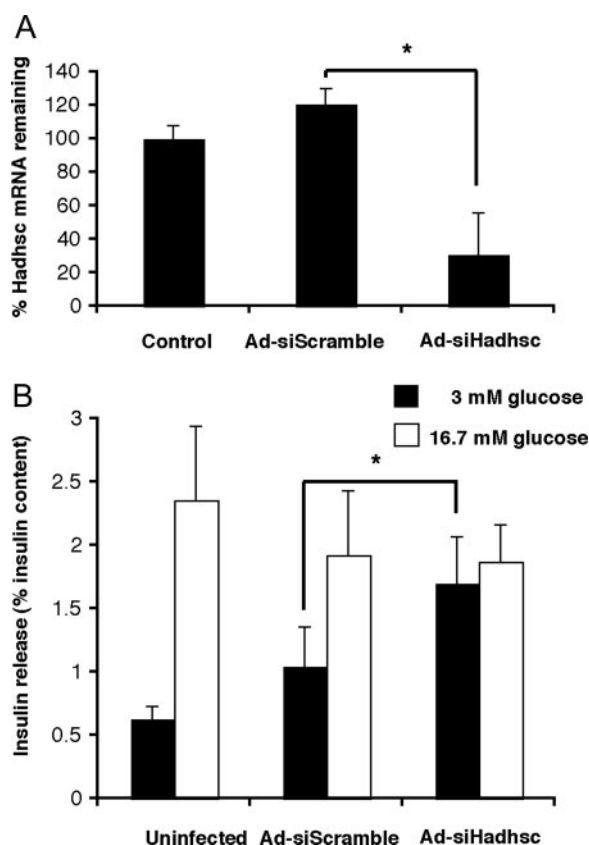 A
*
% Hadhsc mRNA remaining
140
120
100
80
60
40
20
0
Control Ad-siScramble Ad-siHadhsc
B
3 mM glucose
16.7 mM glucose
*
Insulin release (% insulin content)
3
2.5
2
1.5
1
0.5
0
Uninfected Ad-siScramble Ad-siHadhsc